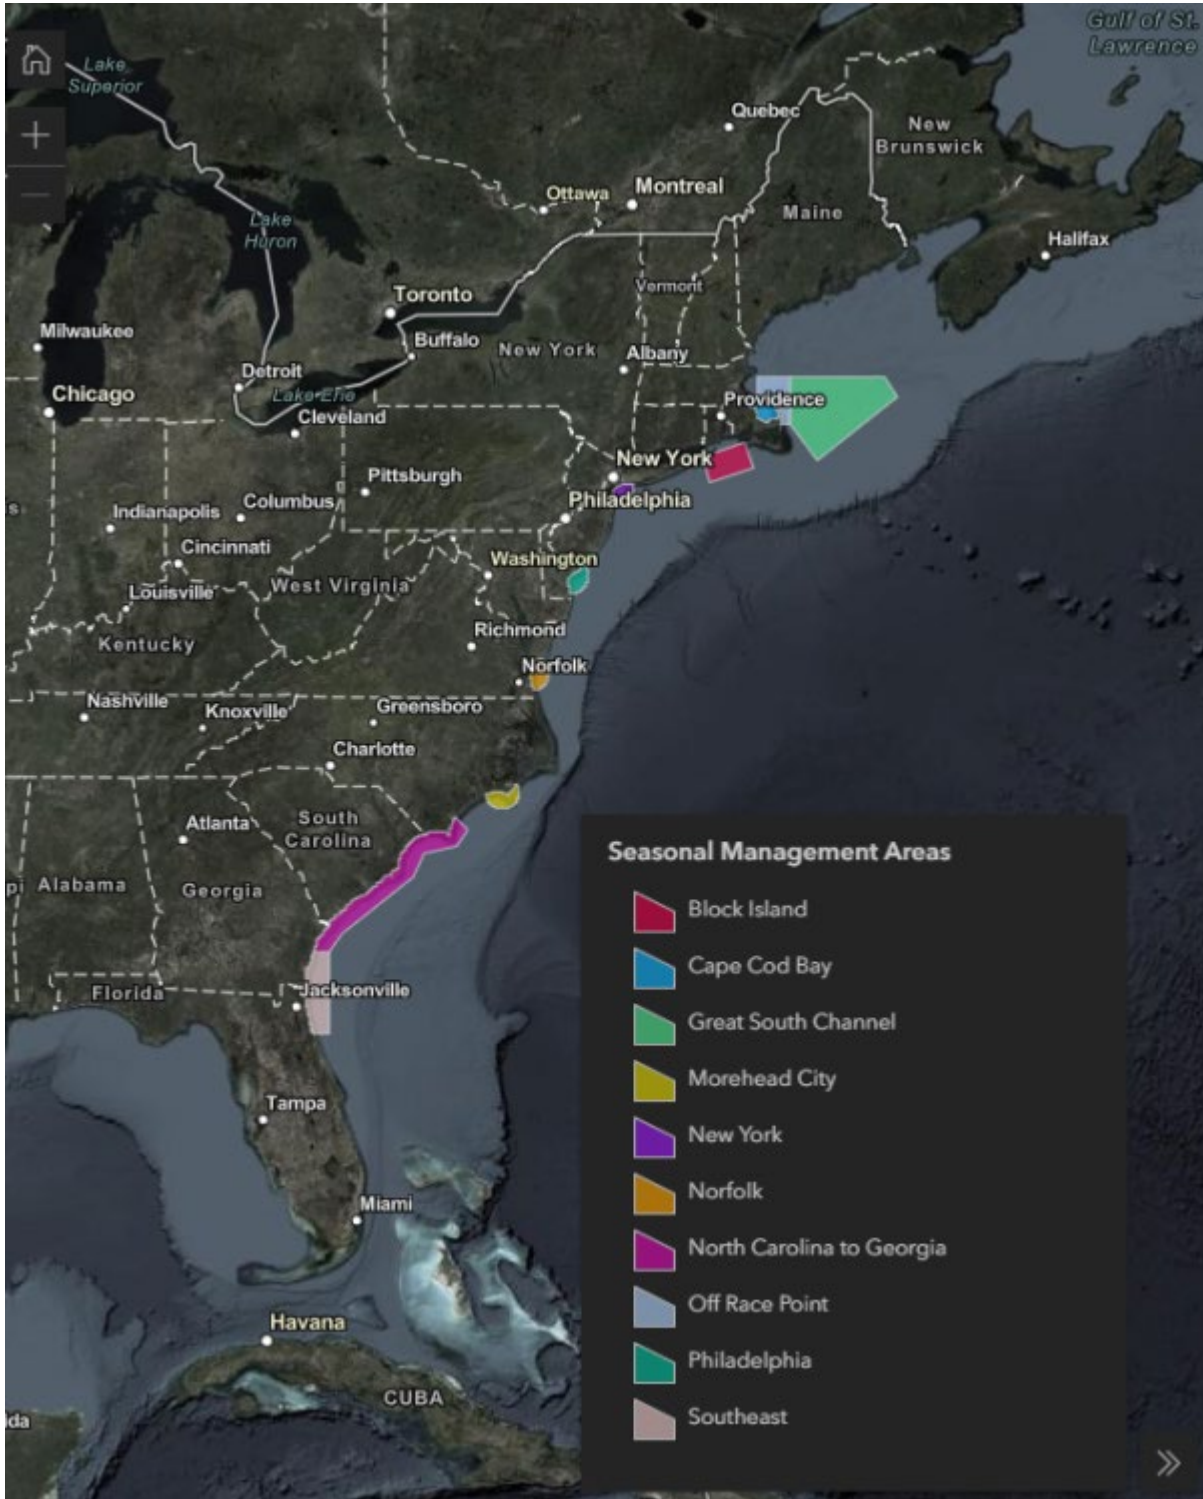 Gulf of St.
Lawrence
Lake
Superior
Quebec
New
Brunswick
Ottawa
Montreal
Maine
Lake
Huron
Halifax
Vermont
Toronto
Milwaukee
Buffalo
New York
Albany
Detroit
Chicago
Lake Erie
Providence
Cleveland
New York
Pittsburgh
Columbus
Philadelphia
s
Indianapolis
Cincinnati
Washington
West Virginia
Louisville
Richmond
Kentucky
Norfolk
Nashville
Knoxville
Greensboro
Charlotte
Atlanta
South
Carolina
pi
Alabama
Georgia
Florida
Jacksonville
Tampa
Miami
Havana
CUBA
da
Seasonal Management Areas
Block Island
Cape Cod Bay
Great South Channel
Morehead City
New York
Norfolk
North Carolina to Georgia
Off Race Point
Philadelphia
Southeast